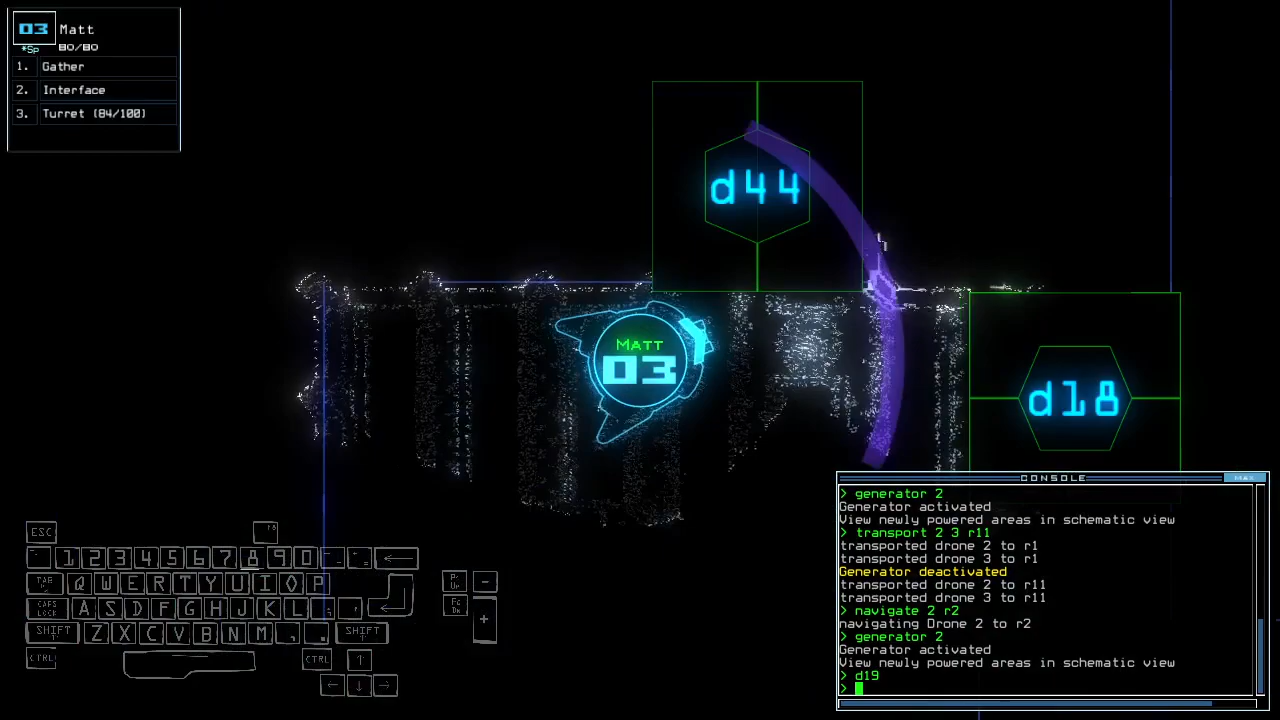 03 Matt
*Sp 80/80
1. Gather
2. Interface
3. Turret (84/100)
d44
MATT
03
d18
CONSOLE
MAX
> generator 2
Generator activated
View newly powered areas in schematic view
> transport 2 3 r11
transported drone 2 to r1
transported drone 3 to r1
Generator deactivated
transported drone 2 to r11
transported drone 3 to r11
> navigate 2 r2
navigating Drone 2 to r2
> generator 2
Generator activated
View newly powered areas in schematic view
> d19
>
ESC
1 2 3 4 5 6 7 8 9 0
TAB Q W E R T Y U I O P
CAPS LOCK A S D F G H J K L ;
SHIFT Z X C V B N M , . SHIFT
CTRL CTRL